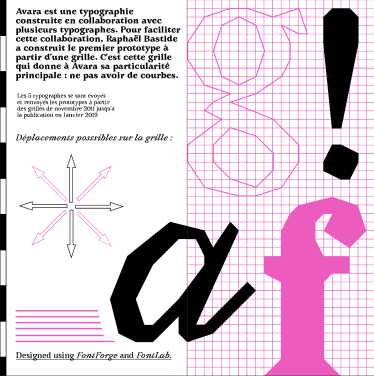 Avara est une typographie
construite en collaboration avec
plusieurs typographes. Pour faciliter
cette collaboration, Raphaël Bastide
a construit le premier prototype à
partir d'une grille. C'est cette grille
qui donne à Avara sa particularité
principale : ne pas avoir de courbes.
Les 5 typographes se sont evoyés
et renvoyés les prototypes à partir
des grilles de novembre 2011 jusqu'a
la publication en Janvier 2019
Déplacements possribles sur la grille :
8
!
a
f
Designed using FontForge and FontLab.